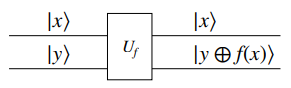 |x⟩ |x⟩
U_f
|y⟩ |y ⊕ f(x)⟩